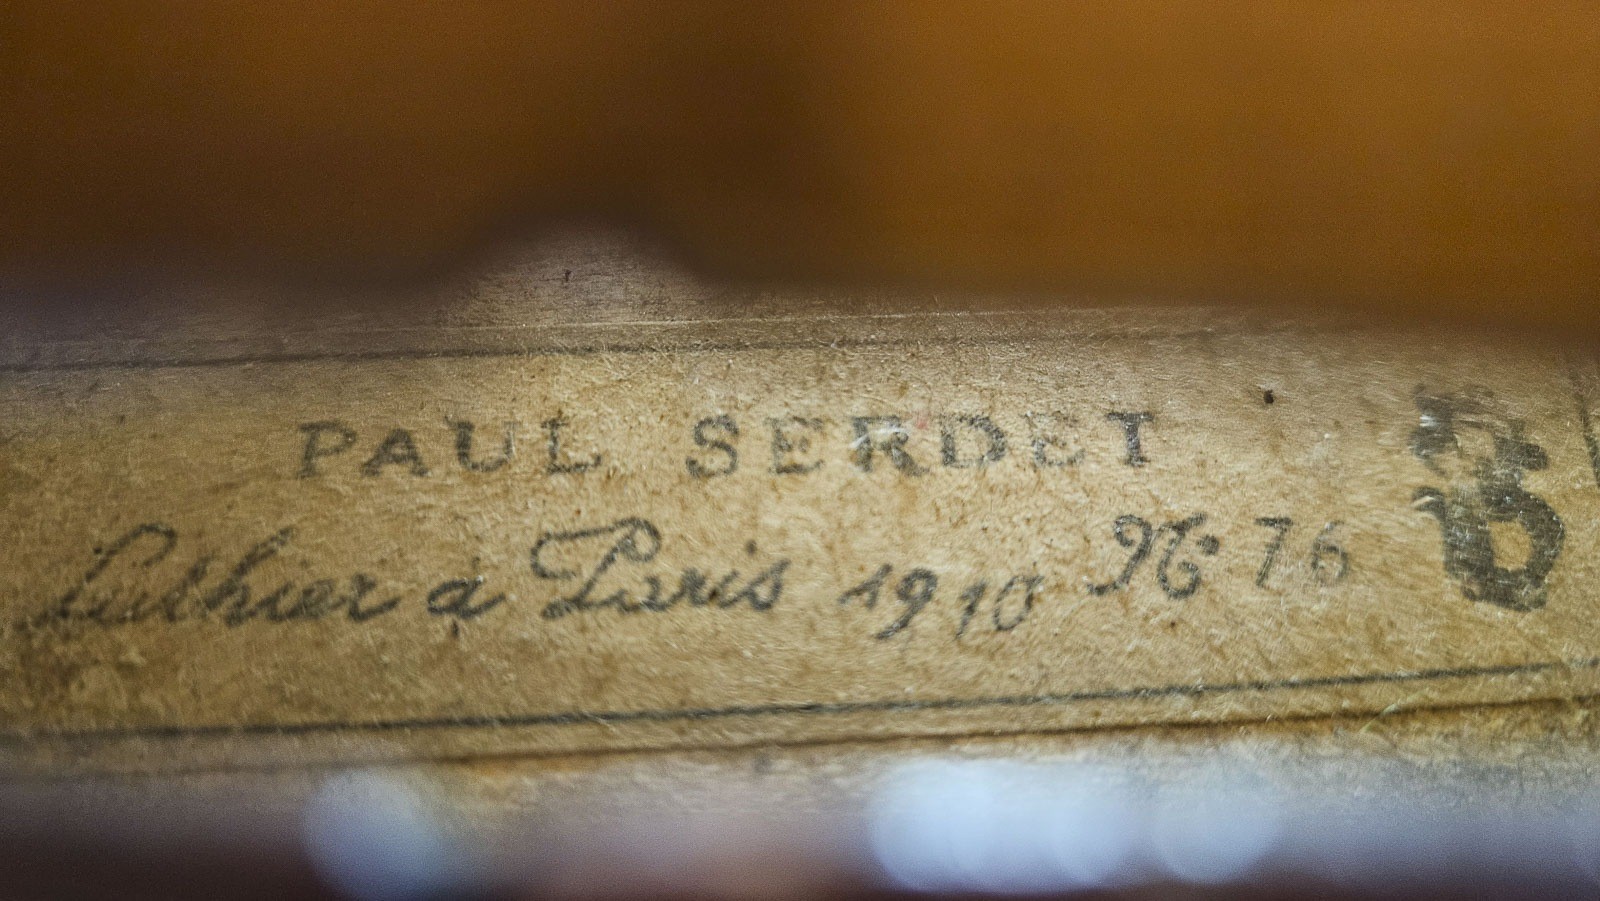 PAUL SERDET
Luthier a Paris 1910 No. 76